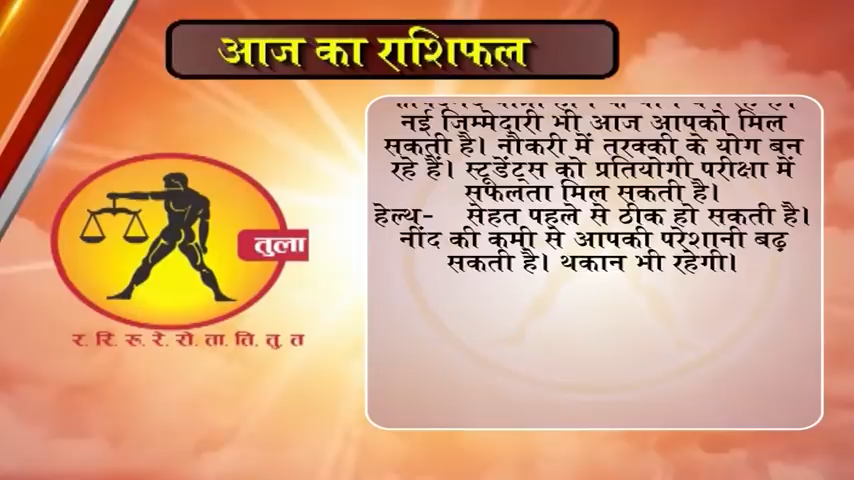 आज का राशिफल
नई जिम्मेदारी भी आज आपको मिल
सकती है। नौकरी में तरक्की के योग बन
रहे हैं। स्टूडेंट्स को प्रतियोगी परीक्षा में
सफलता मिल सकती है।
हेल्थ- सेहत पहले से ठीक हो सकती है।
नींद की कमी से आपकी परेशानी बढ़
सकती है। थकान भी रहेगी।
तुला
र. रि. रू. रे. रो. ता. ति. तु. त